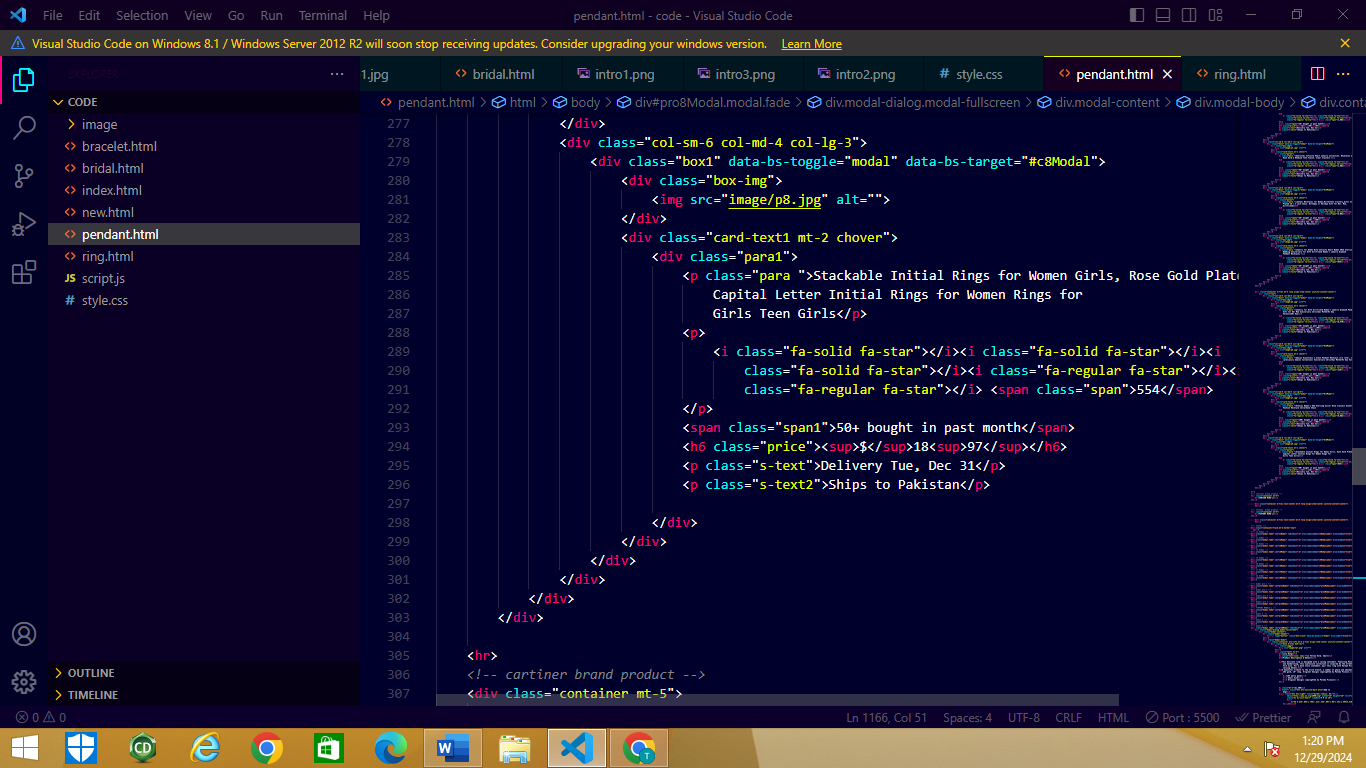 File Edit Selection View Go Run Terminal Help pendant.html - code - Visual Studio Code
Visual Studio Code on Windows 8.1 / Windows Server 2012 R2 will soon stop receiving updates. Consider upgrading your windows version. Learn More
EXPLORER
1.jpg bridal.html intro1.png intro3.png intro2.png style.css pendant.html ring.html
CODE
pendant.html > html > body > div#pro8Modal.modal.fade > div.modal-dialog.modal-fullscreen > div.modal-content > div.modal-body > div.conta
image
bracelet.html
bridal.html
index.html
new.html
pendant.html
ring.html
JS script.js
# style.css
277 </div>
278 <div class="col-sm-6 col-md-4 col-lg-3">
279 <div class="box1" data-bs-toggle="modal" data-bs-target="#c8Modal">
280 <div class="box-img">
281 <img src="image/p8.jpg" alt="">
282 </div>
283 <div class="card-text1 mt-2 chover">
284 <div class="para1">
285 <p class="para ">Stackable Initial Rings for Women Girls, Rose Gold Plate
286 Capital Letter Initial Rings for Women Rings for
287 Girls Teen Girls</p>
288 <p>
289 <i class="fa-solid fa-star"></i><i class="fa-solid fa-star"></i><i
290 class="fa-solid fa-star"></i><i class="fa-regular fa-star"></i><i
291 class="fa-regular fa-star"></i> <span class="span">554</span>
292 </p>
293 <span class="span1">50+ bought in past month</span>
294 <h6 class="price"><sup>$</sup>18<sup>97</sup></h6>
295 <p class="s-text">Delivery Tue, Dec 31</p>
296 <p class="s-text2">Ships to Pakistan</p>
297
298 </div>
299 </div>
300 </div>
301 </div>
302 </div>
303 </div>
304
305 <hr>
306 <!-- cartiner brand product -->
307 <div class="container mt-5">
OUTLINE
TIMELINE
0 0 Ln 1166, Col 51 Spaces: 4 UTF-8 CRLF HTML Port : 5500 Prettier
1:20 PM
12/29/2024